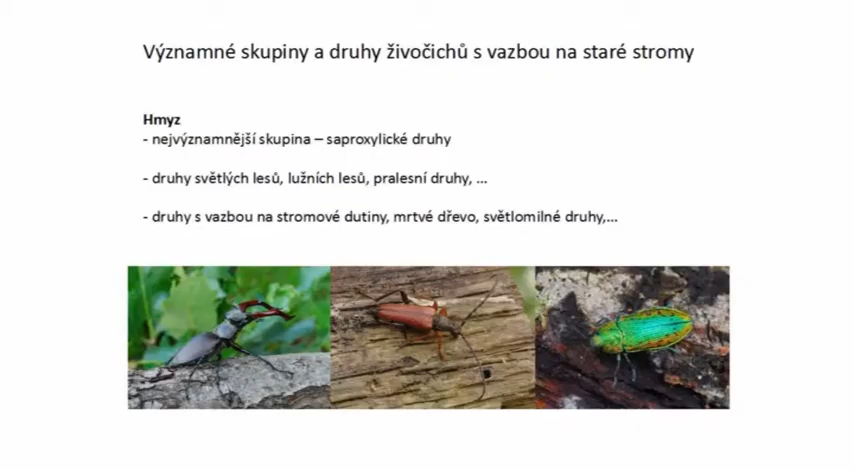 Významné skupiny a druhy živočichů s vazbou na staré stromy
Hmyz
- nejvýznamnější skupina – saproxylické druhy
- druhy světlých lesů, lužních lesů, pralesní druhy, ...
- druhy s vazbou na stromové dutiny, mrtvé dřevo, světlomilné druhy,...